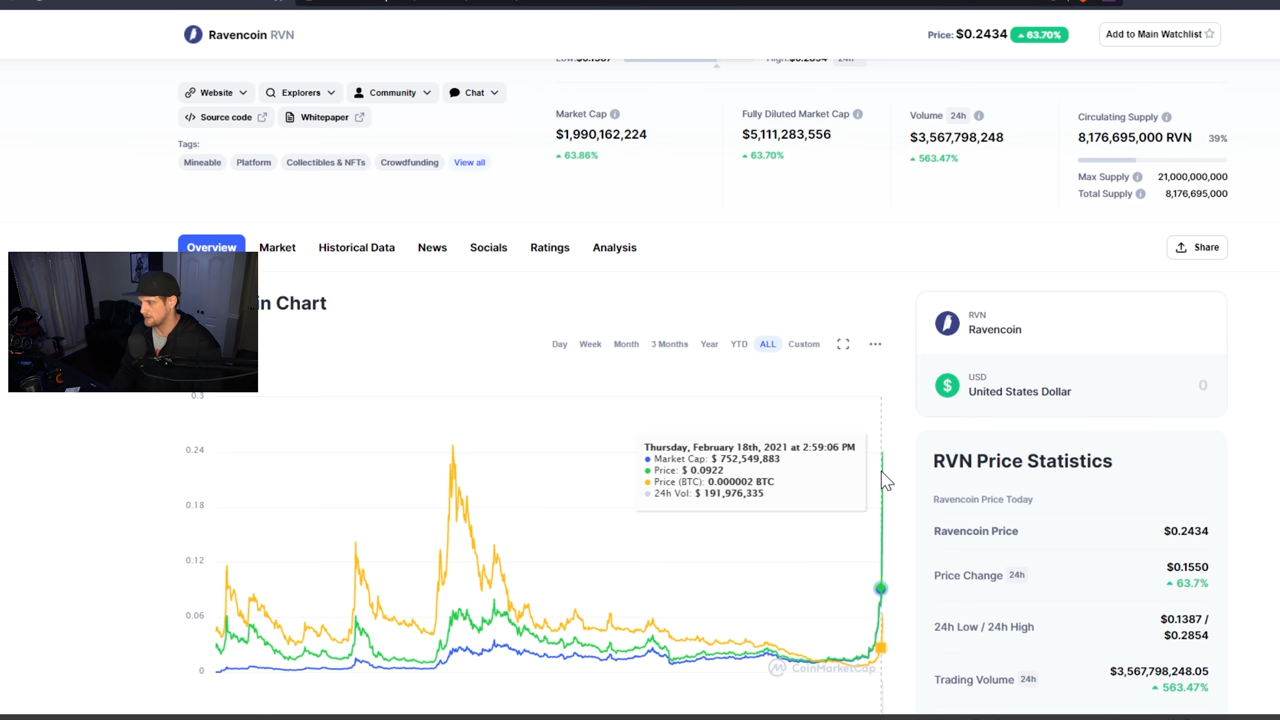 Ravencoin RVN
Price: $0.2434 63.70%
Add to Main Watchlist
Low: $0.1387
High: $0.2854 24h
Website
Explorers
Community
Chat
Source code
Whitepaper
Tags:
Mineable
Platform
Collectibles & NFTs
Crowdfunding
View all
Market Cap
$1,990,162,224
63.86%
Fully Diluted Market Cap
$5,111,283,556
63.70%
Volume 24h
$3,567,798,248
563.47%
Circulating Supply
8,176,695,000 RVN 39%
Max Supply 21,000,000,000
Total Supply 8,176,695,000
Overview
Market
Historical Data
News
Socials
Ratings
Analysis
Share
in Chart
Day
Week
Month
3 Months
Year
YTD
ALL
Custom
0.3
0.24
0.18
0.12
0.06
0
Thursday, February 18th, 2021 at 2:59:06 PM
Market Cap: $ 752,549,883
Price: $ 0.0922
Price (BTC): 0.000002 BTC
24h Vol: $ 191,976,335
CoinMarketCap
RVN
Ravencoin
USD
United States Dollar
0
RVN Price Statistics
Ravencoin Price Today
Ravencoin Price $0.2434
Price Change 24h
$0.1550
63.7%
24h Low / 24h High
$0.1387 /
$0.2854
Trading Volume 24h
$3,567,798,248.05
563.47%